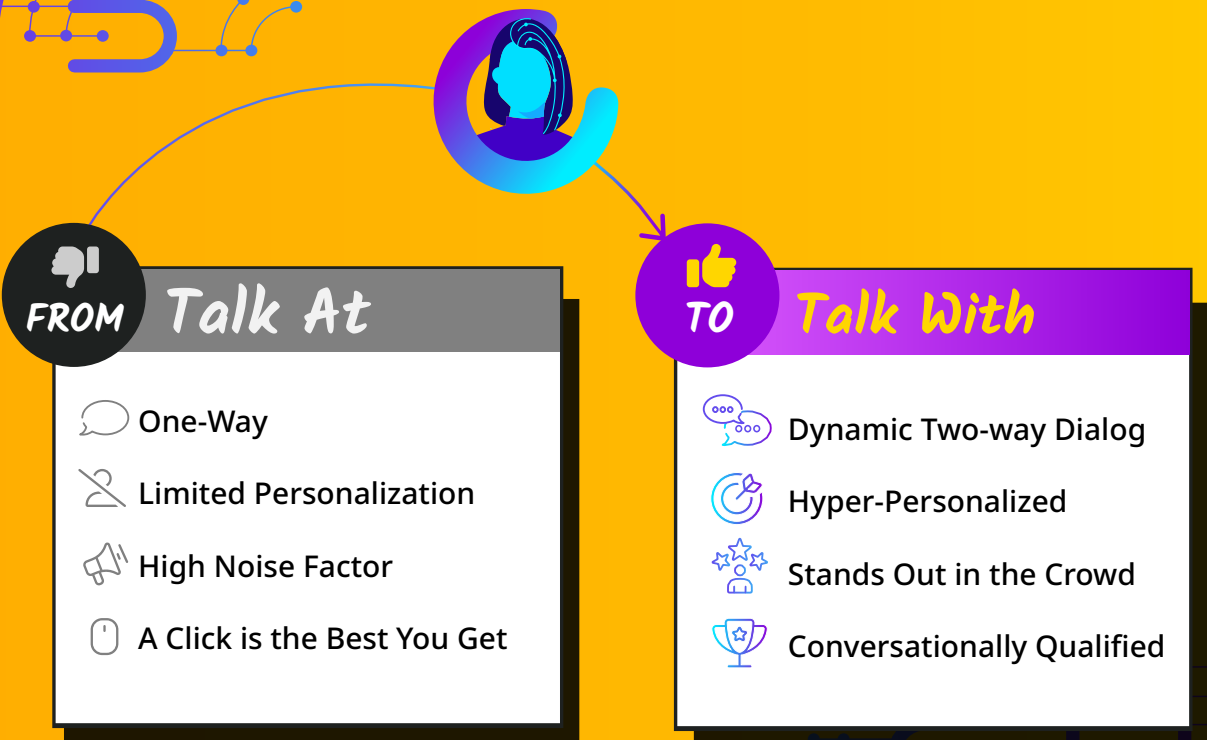 FROM
Talk At
One-Way
Limited Personalization
High Noise Factor
A Click is the Best You Get
TO
Talk With
Dynamic Two-way Dialog
Hyper-Personalized
Stands Out in the Crowd
Conversationally Qualified